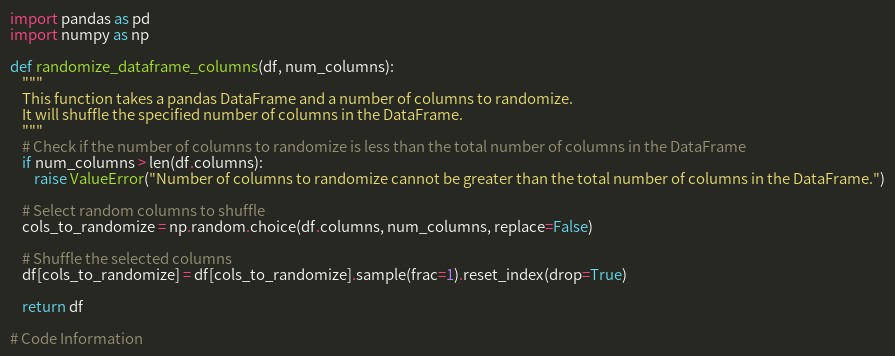 import pandas as pd
import numpy as np

def randomize_dataframe_columns(df, num_columns):
    """
    This function takes a pandas DataFrame and a number of columns to randomize.
    It will shuffle the specified number of columns in the DataFrame.
    """
    # Check if the number of columns to randomize is less than the total number of columns in the DataFrame
    if num_columns > len(df.columns):
        raise ValueError("Number of columns to randomize cannot be greater than the total number of columns in the DataFrame.")

    # Select random columns to shuffle
    cols_to_randomize = np.random.choice(df.columns, num_columns, replace=False)

    # Shuffle the selected columns
    df[cols_to_randomize] = df[cols_to_randomize].sample(frac=1).reset_index(drop=True)

    return df

# Code Information